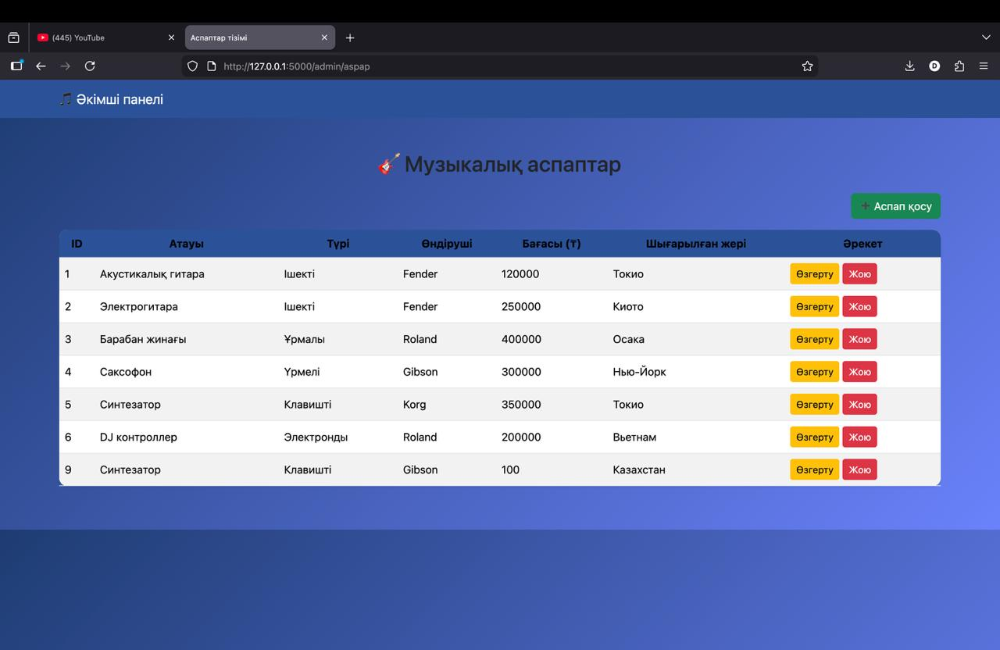 (445) YouTube
Аспаптар тізімі
http://127.0.0.1:5000/admin/aspap
D
🎵 Әкімші панелі
🎸 Музыкалық аспаптар
➕ Аспап қосу
ID Атауы Түрі Өндіруші Бағасы (₸) Шығарылған жері Әрекет
1 Акустикалық гитара Ішекті Fender 120000 Токио Өзгерту Жою
2 Электрогитара Ішекті Fender 250000 Киото Өзгерту Жою
3 Барабан жинағы Ұрмалы Roland 400000 Осака Өзгерту Жою
4 Саксофон Үрмелі Gibson 300000 Нью-Йорк Өзгерту Жою
5 Синтезатор Клавишті Korg 350000 Токио Өзгерту Жою
6 DJ контроллер Электронды Roland 200000 Вьетнам Өзгерту Жою
9 Синтезатор Клавишті Gibson 100 Казахстан Өзгерту Жою